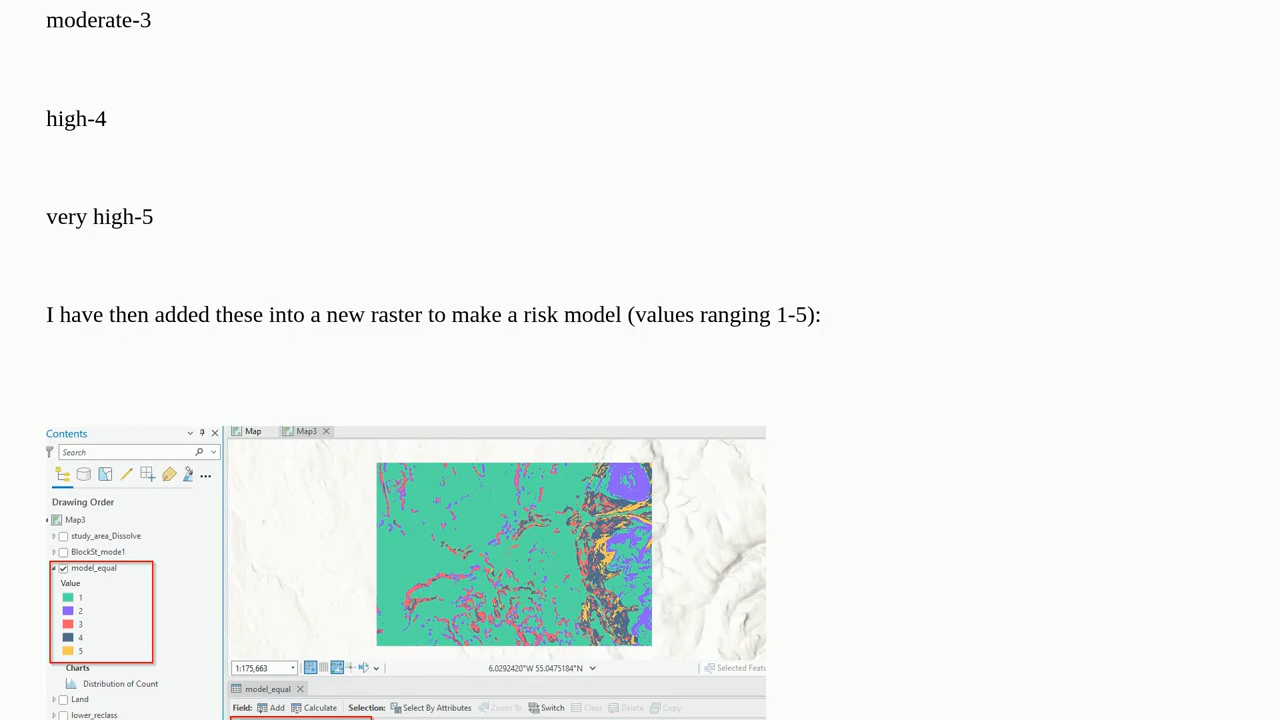 moderate-3
high-4
very high-5
I have then added these into a new raster to make a risk model (values ranging 1-5):
Contents
Search
Drawing Order
Map3
study_area_Dissolve
BlockSt_mode1
model_equal
Value
1
2
3
4
5
Charts
Distribution of Count
Land
lower_reclass
Map Map3
1:175,663 6.0292420°W 55.0475184°N Selected Featu
model_equal
Field: Add Calculate Selection: Select By Attributes Zoom To Switch Clear Delete Copy